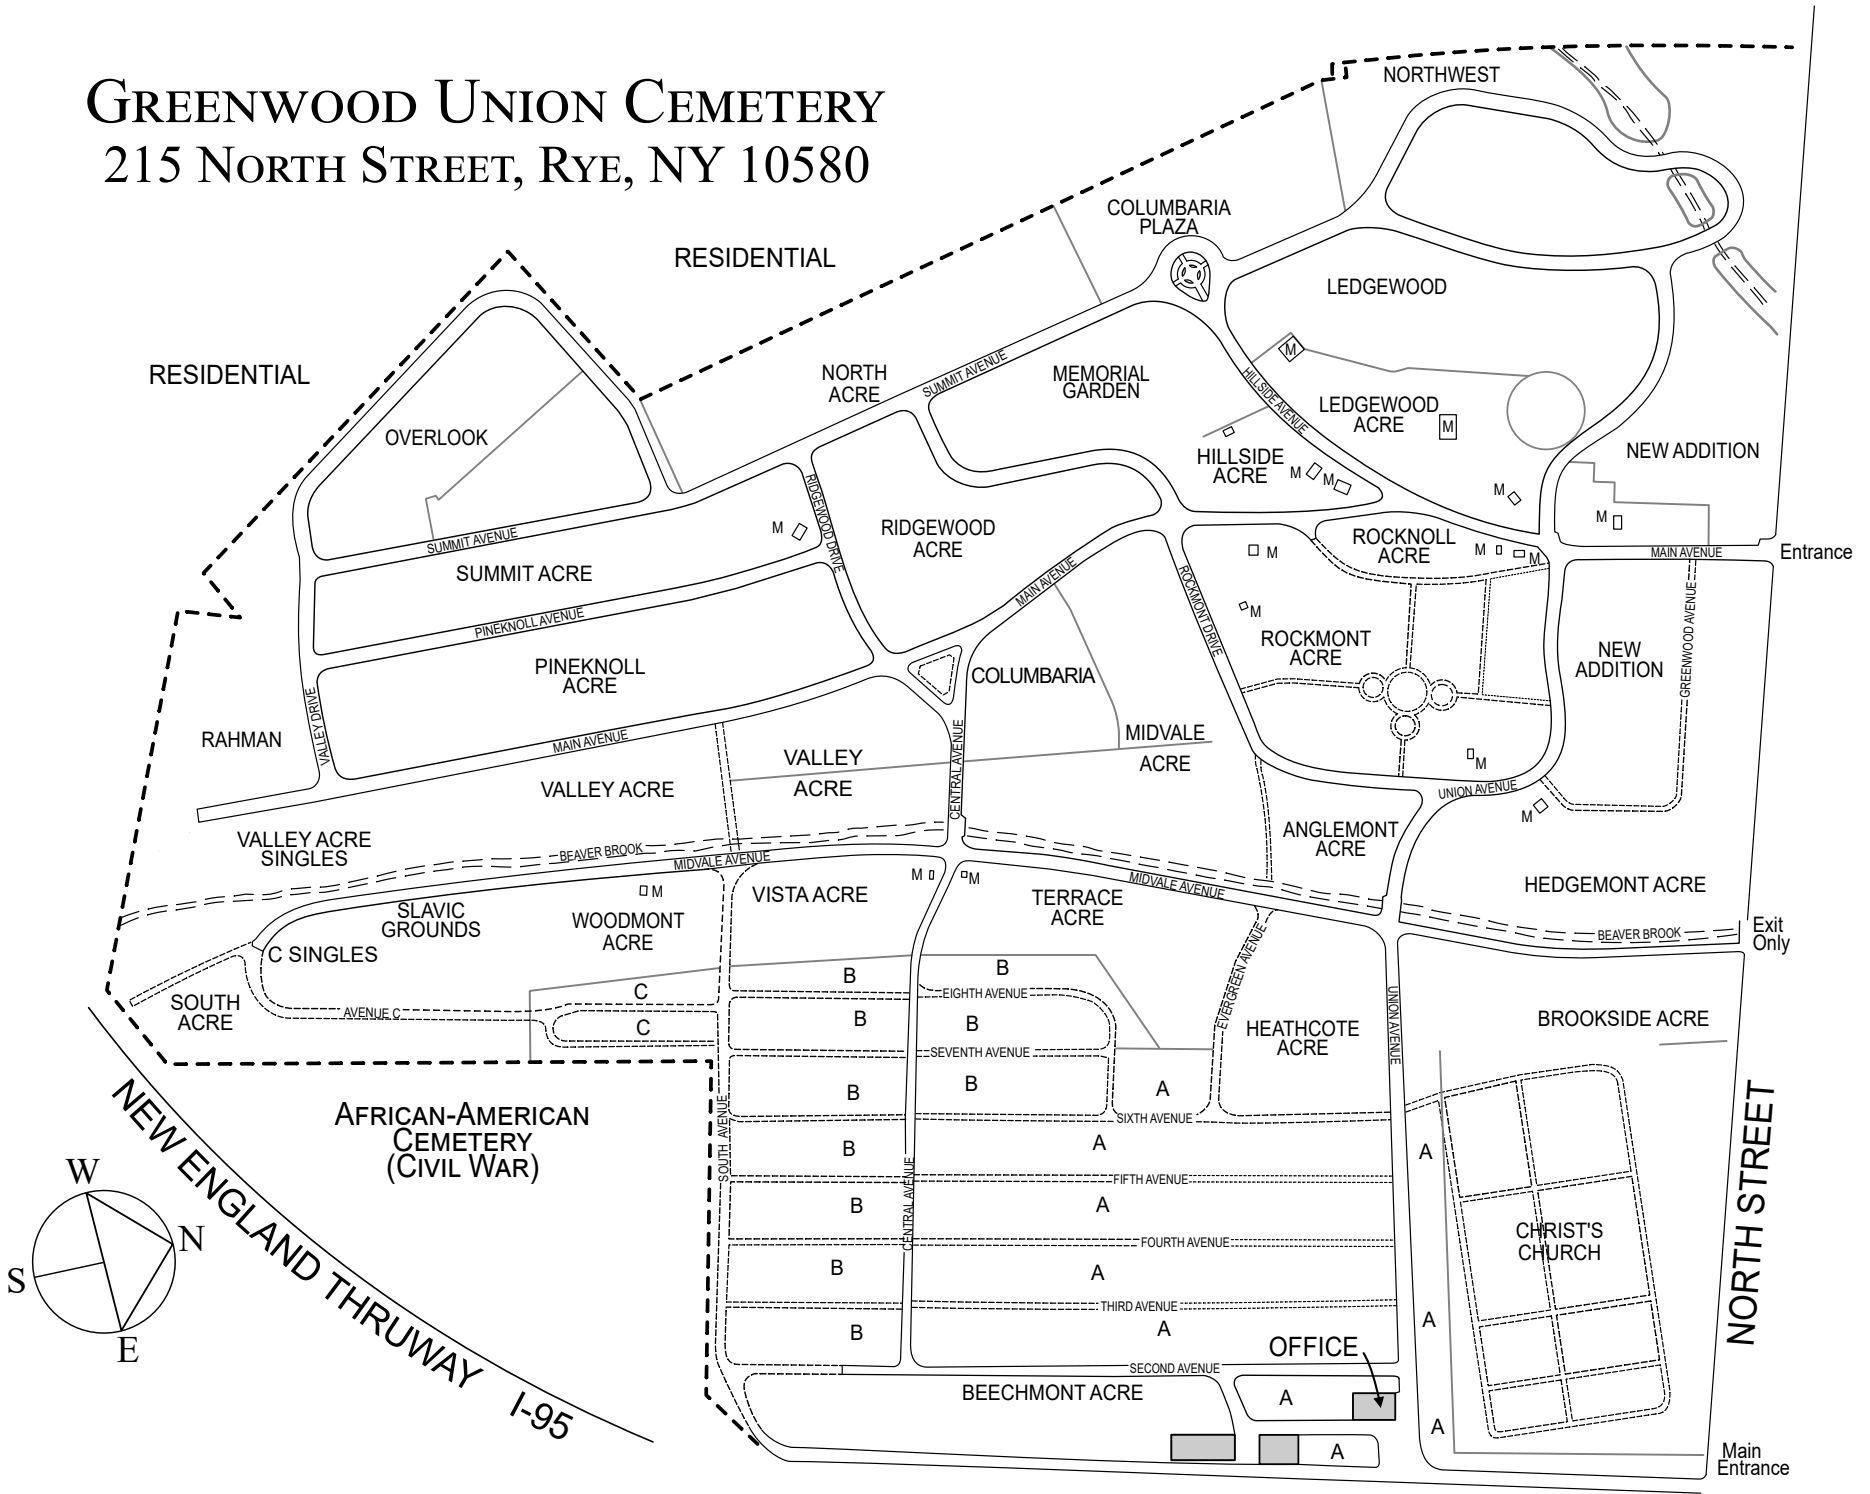 GREENWOOD UNION CEMETERY
215 NORTH STREET, RYE, NY 10580
NORTHWEST
COLUMBARIA
PLAZA
RESIDENTIAL
LEDGEWOOD
RESIDENTIAL
NORTH
ACRE
SUMMIT AVENUE
MEMORIAL
GARDEN
HILLSIDE AVENUE
M
LEDGEWOOD
ACRE
M
OVERLOOK
NEW ADDITION
HILLSIDE
ACRE
M
M
M
M
SUMMIT AVENUE
M
RIDGEWOOD DRIVE
RIDGEWOOD
ACRE
ROCKNOLL
ACRE
M
M
M
MAIN AVENUE
Entrance
SUMMIT ACRE
MAIN AVENUE
ROCKMONT DRIVE
M
M
PINEKNOLL AVENUE
ROCKMONT
ACRE
NEW
ADDITION
GREENWOOD AVENUE
PINEKNOLL
ACRE
COLUMBARIA
RAHMAN
VALLEY DRIVE
MAIN AVENUE
VALLEY
ACRE
CENTRAL AVENUE
MIDVALE
ACRE
M
UNION AVENUE
M
VALLEY ACRE
VALLEY ACRE
SINGLES
ANGLEMONT
ACRE
BEAVER BROOK
MIDVALE AVENUE
M
VISTA ACRE
M
M
TERRACE
ACRE
MIDVALE AVENUE
HEDGEMONT ACRE
SLAVIC
GROUNDS
WOODMONT
ACRE
BEAVER BROOK
Exit
Only
C SINGLES
EVERGREEN AVENUE
SOUTH
ACRE
AVENUE C
C
C
B
B
EIGHTH AVENUE
B
B
UNION AVENUE
HEATHCOTE
ACRE
BROOKSIDE ACRE
SEVENTH AVENUE
B
B
A
SIXTH AVENUE
AFRICAN-AMERICAN
CEMETERY
(CIVIL WAR)
NEW ENGLAND THRUWAY I-95
SOUTH AVENUE
B
A
A
FIFTH AVENUE
CENTRAL AVENUE
B
A
FOURTH AVENUE
CHRIST'S
CHURCH
NORTH STREET
W
N
S
E
B
A
THIRD AVENUE
B
A
A
OFFICE
SECOND AVENUE
BEECHMONT ACRE
A
A
A
Main
Entrance